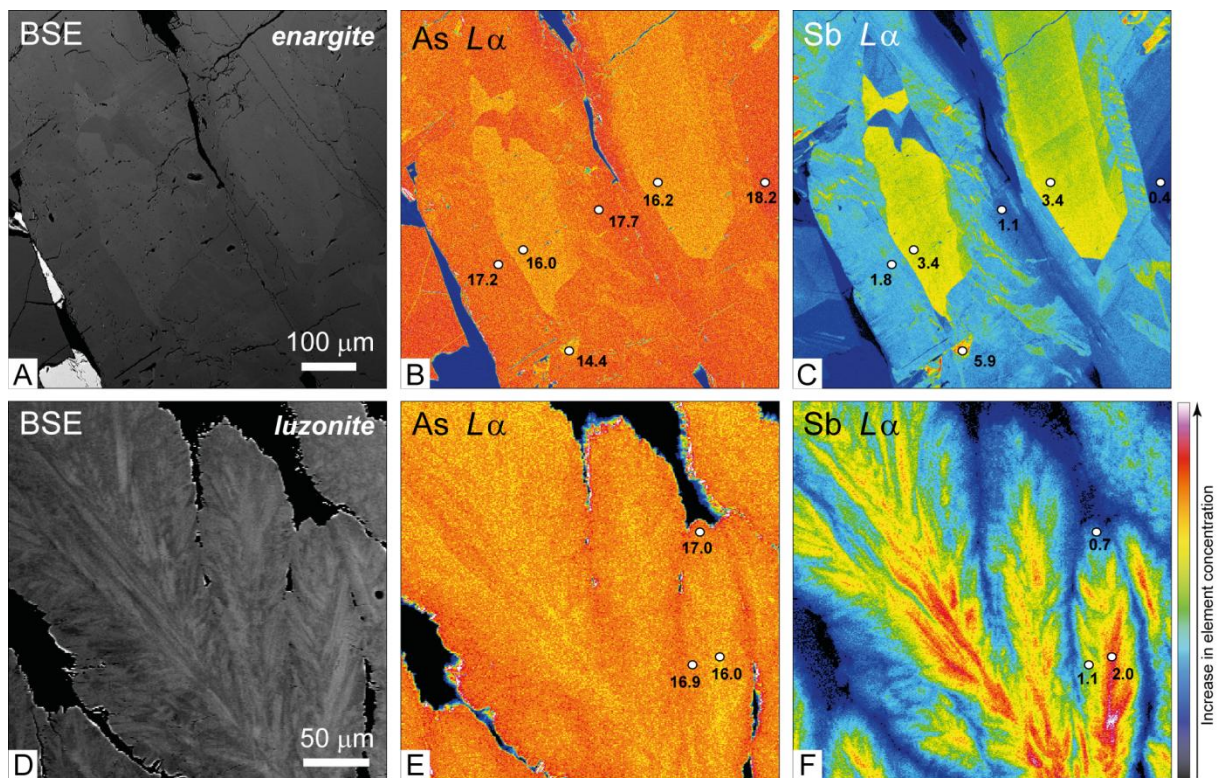 BSE
enargite
100 μm
A
As Lα
16.2
18.2
17.7
16.0
17.2
14.4
B
Sb Lα
3.4
0.4
1.1
3.4
1.8
5.9
C
BSE
luzonite
50 μm
D
As Lα
17.0
16.9
16.0
E
Sb Lα
0.7
1.1
2.0
F
Increase in element concentration